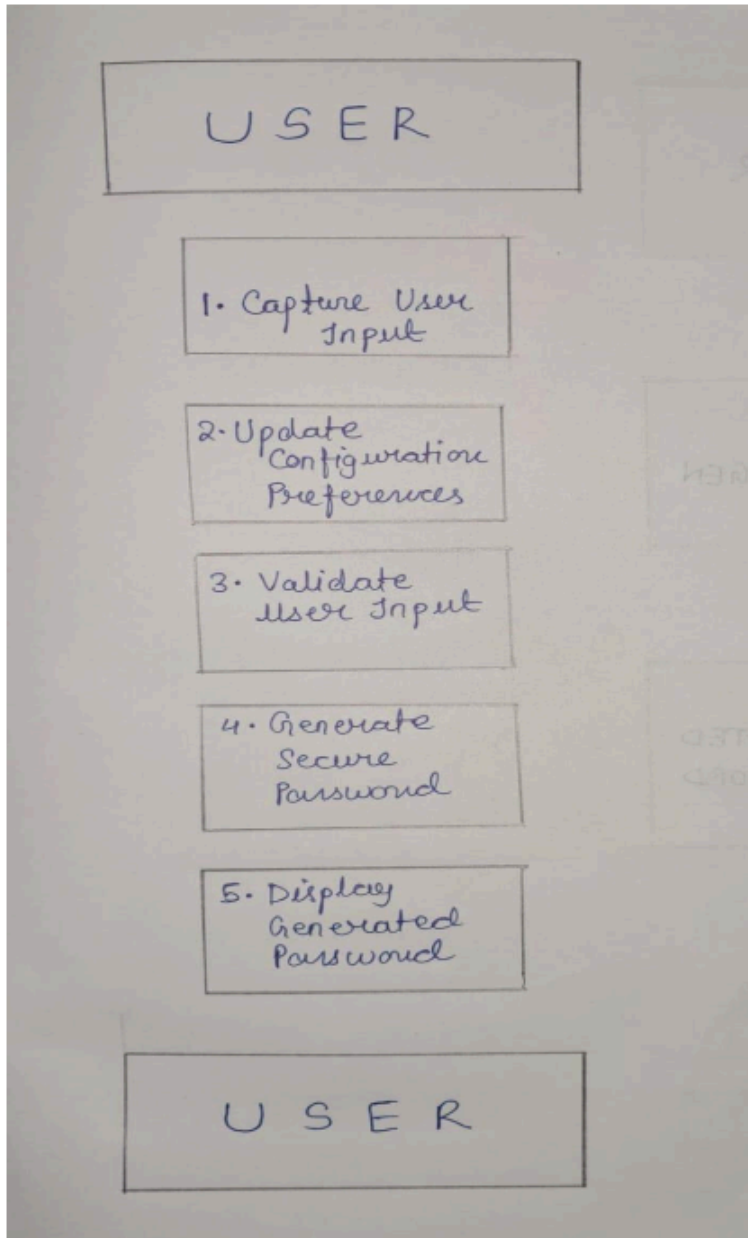 USER
1. Capture User
Input
2. Update
Configuration
Preferences
3. Validate
User Input
4. Generate
Secure
Password
5. Display
Generated
Password
USER